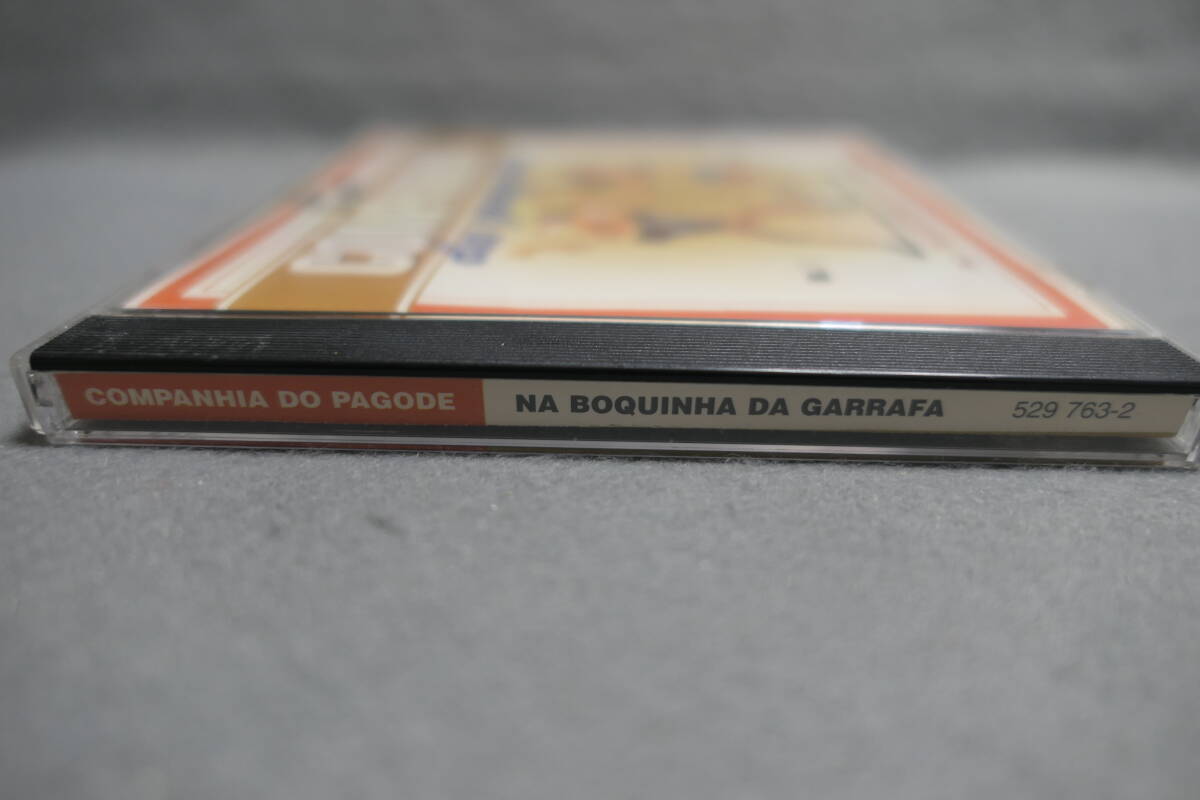 COMPANHIA DO PAGODE NA BOQUINHA DA GARRAFA 529 763-2